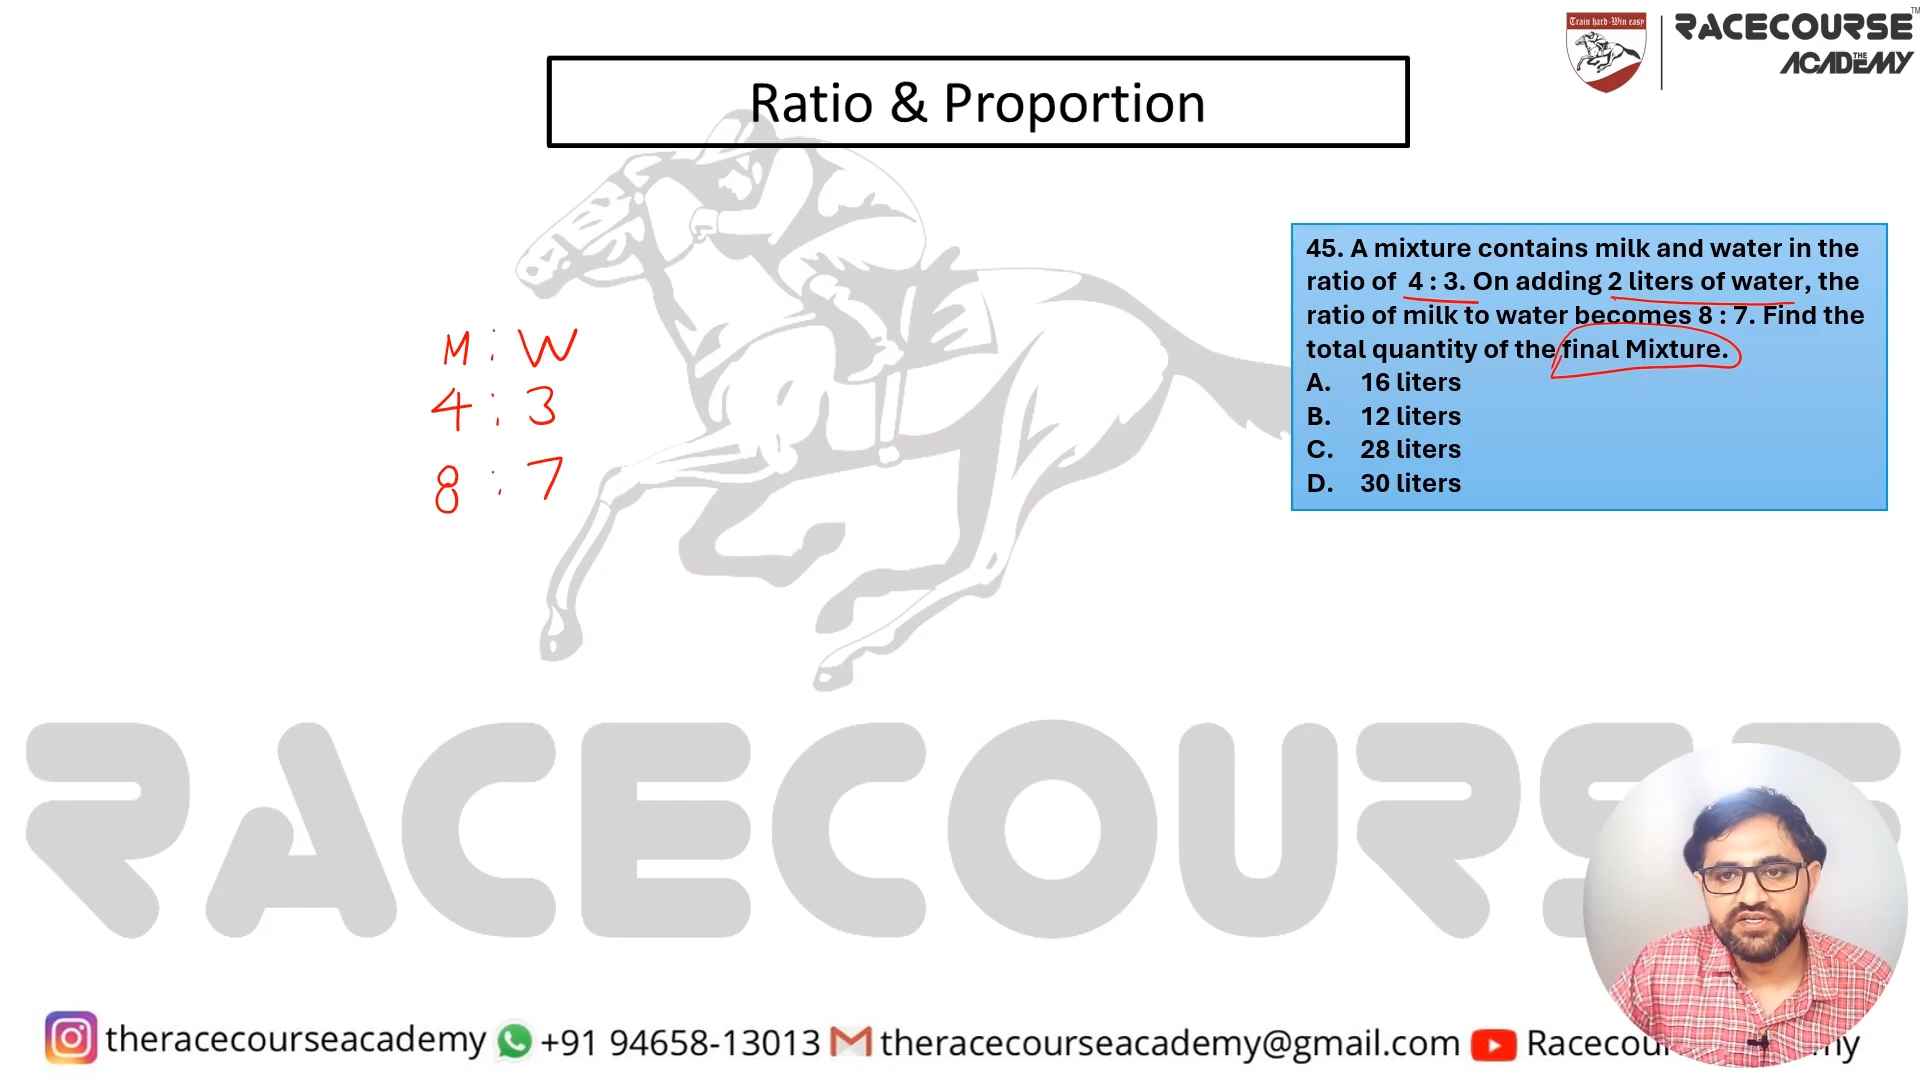 Train hard-Win easy
RACECOURSE TM
THE ACADEMY
Ratio & Proportion
45. A mixture contains milk and water in the
ratio of 4 : 3. On adding 2 liters of water, the
ratio of milk to water becomes 8 : 7. Find the
total quantity of the final Mixture.
A. 16 liters
B. 12 liters
C. 28 liters
D. 30 liters
M : W
4 : 3
8 : 7
RACECOURSE
theracecourseacademy +91 94658-13013 theracecourseacademy@gmail.com